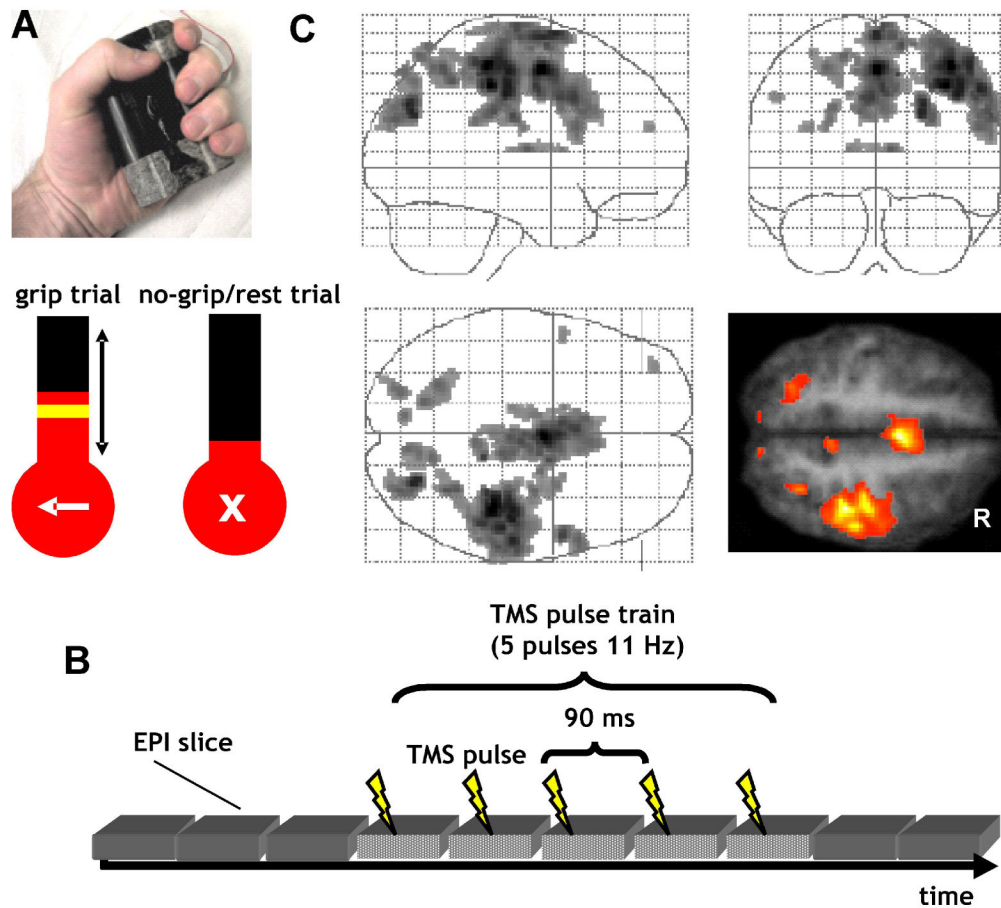 A
C
grip trial
no-grip/rest trial
X
R
TMS pulse train
(5 pulses 11 Hz)
B
90 ms
EPI slice
TMS pulse
time